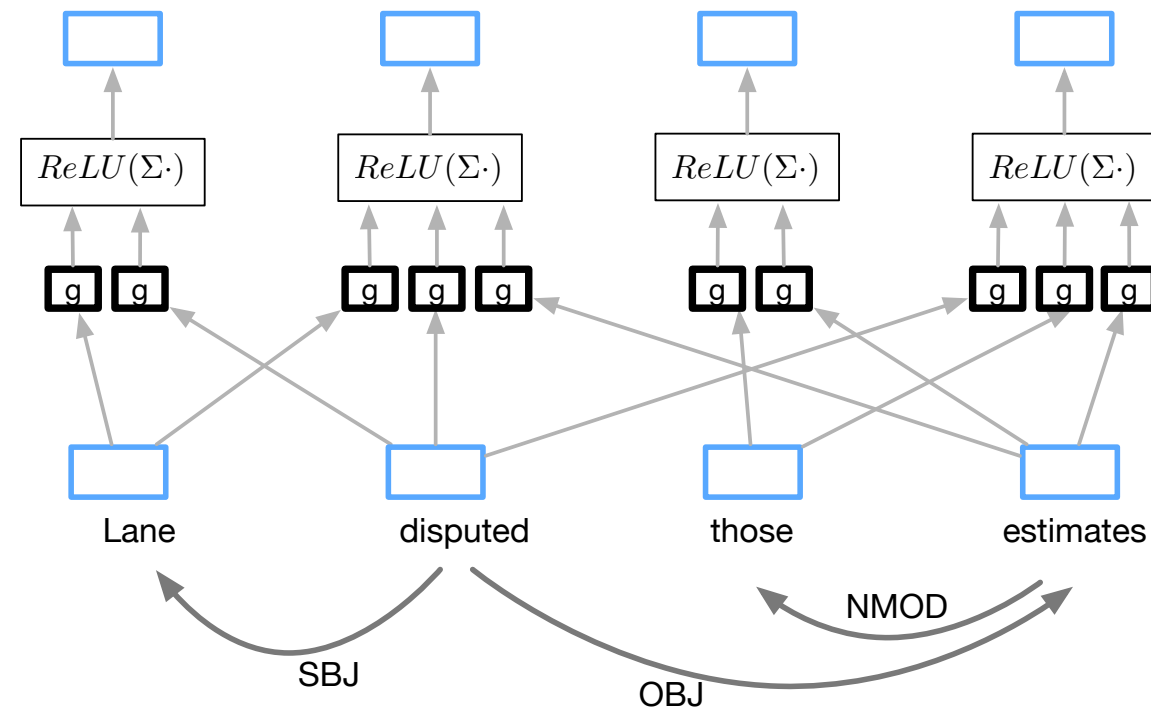 ReLU(Σ·) ReLU(Σ·) ReLU(Σ·) ReLU(Σ·)
g g g g g g g g g g
Lane disputed those estimates
NMOD
SBJ
OBJ